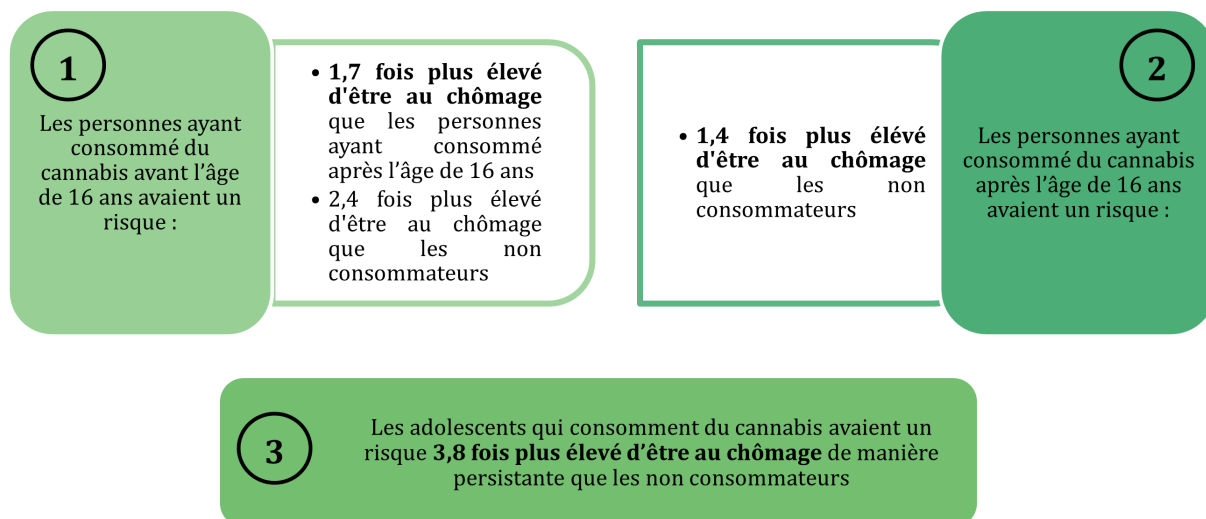 1
Les personnes ayant
consommé du
cannabis avant l’âge
de 16 ans avaient un
risque :
• 1,7 fois plus élevé
d'être au chômage
que les personnes
ayant consommé
après l’âge de 16 ans
• 2,4 fois plus élevé
d'être au chômage
que les non
consommateurs
• 1,4 fois plus élévé
d'être au chômage
que les non
consommateurs
2
Les personnes ayant
consommé du cannabis
après l’âge de 16 ans
avaient un risque :
3
Les adolescents qui consomment du cannabis avaient un
risque 3,8 fois plus élevé d’être au chômage de manière
persistante que les non consommateurs